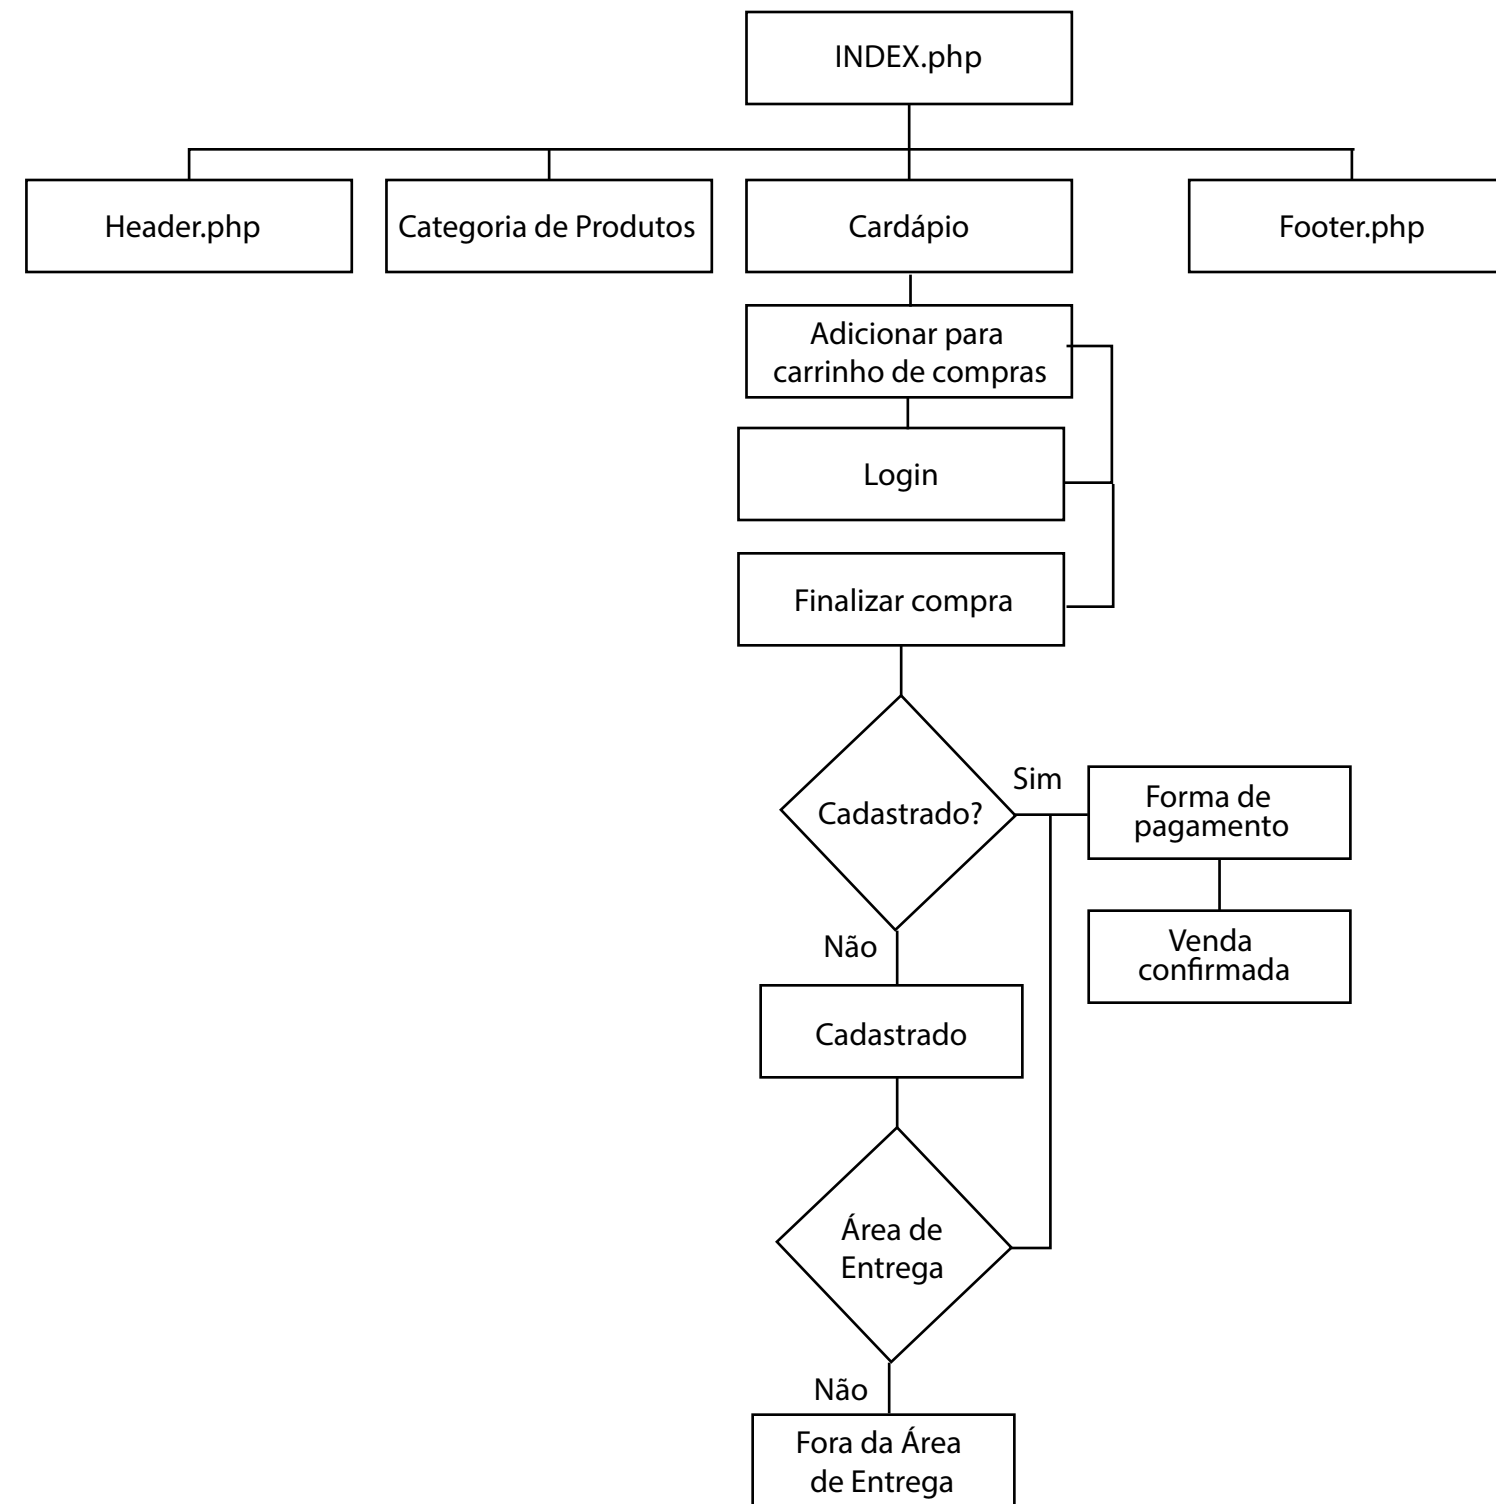 INDEX.php
Header.php
Categoria de Produtos
Cardápio
Footer.php
Adicionar para
carrinho de compras
Login
Finalizar compra
Cadastrado?
Sim
Forma de
pagamento
Venda
confirmada
Não
Cadastrado
Área de
Entrega
Não
Fora da Área
de Entrega